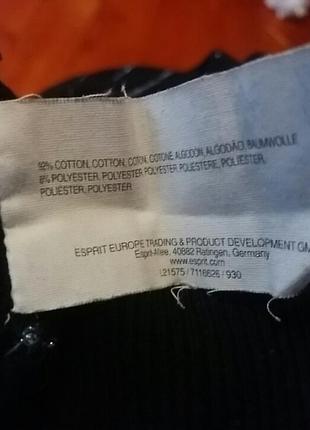 92% COTTON, COTTON, COTON, COTONE ALGODON, ALGODÃO, BAUMWOLLE
8% POLYESTER, POLYESTER POLYESTER POLIESTERE, POLIESTER,
POLIESTER, POLYESTER
ESPRIT EUROPE TRADING & PRODUCT DEVELOPMENT GM
Esprit-Allee, 40882 Ratingen, Germany
www.esprit.com
L21575 / 7116626 / 930